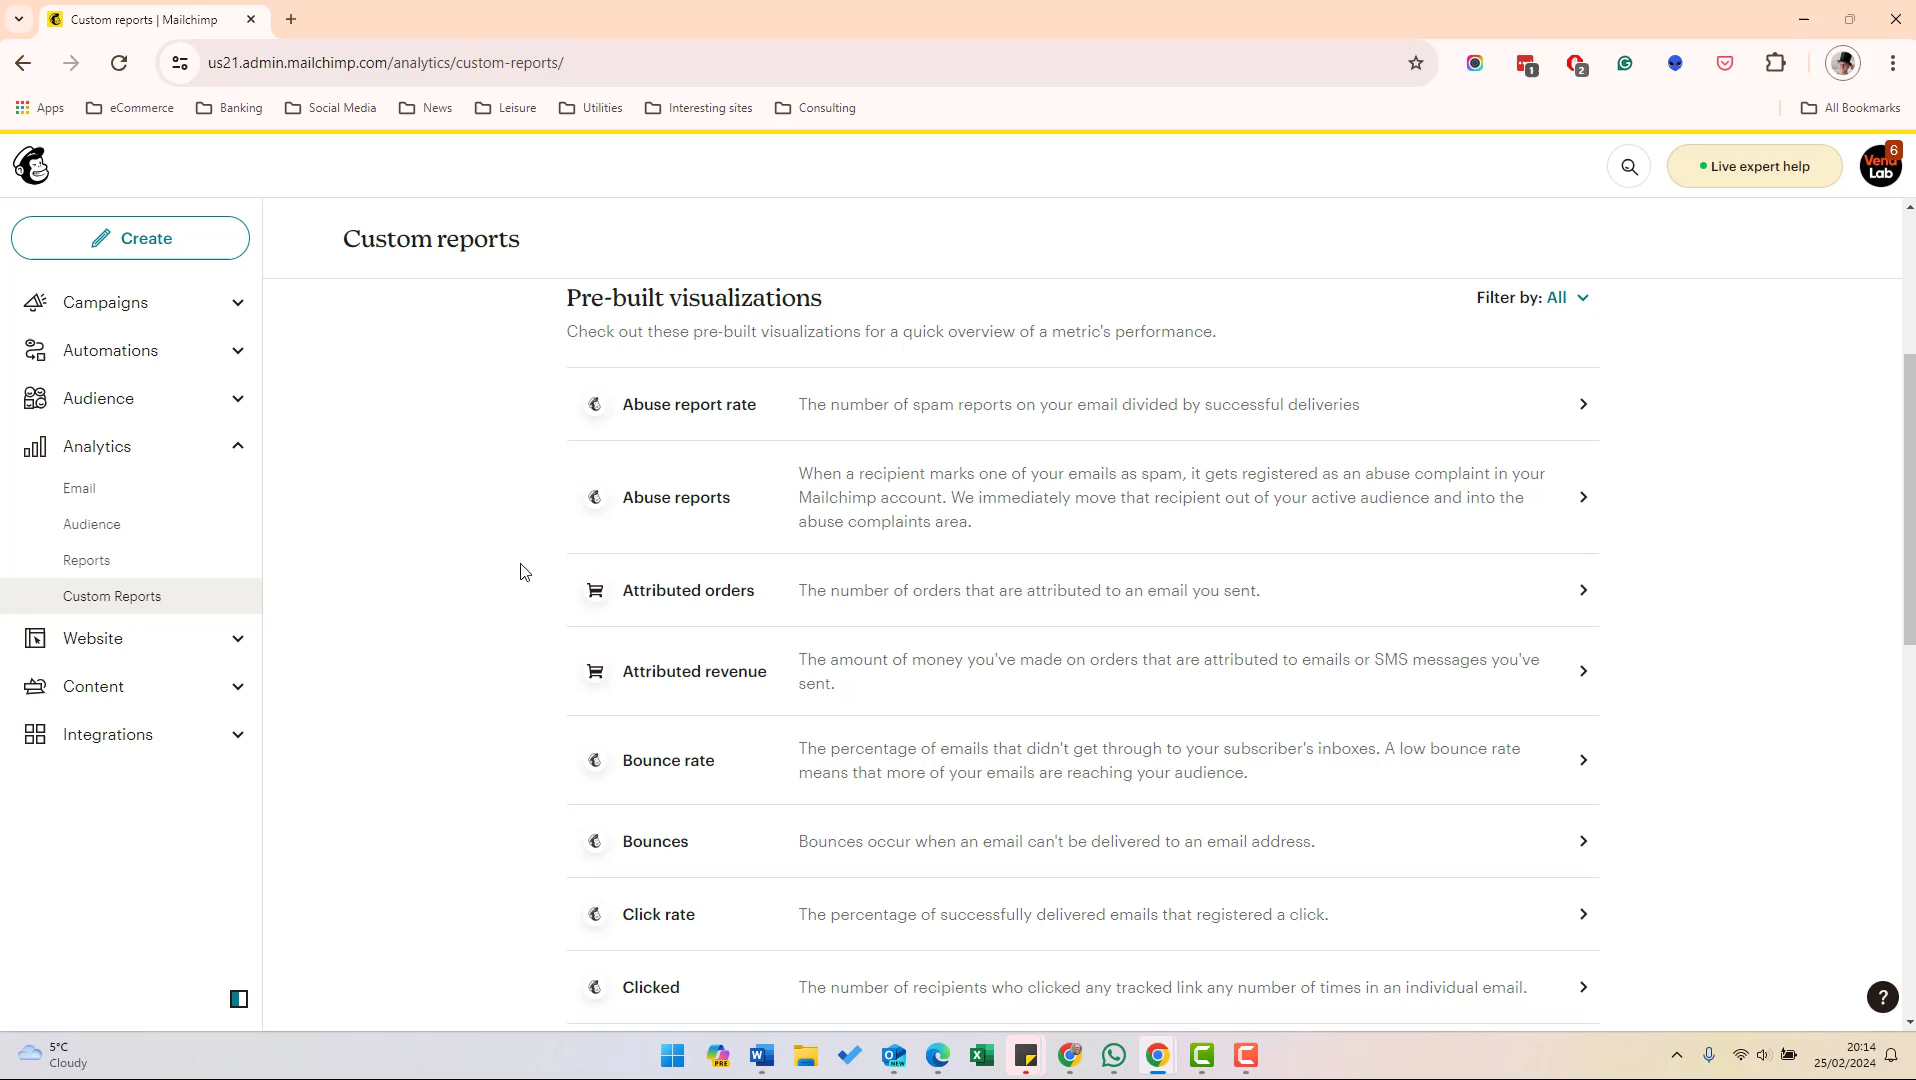 Custom reports | Mailchimp
us21.admin.mailchimp.com/analytics/custom-reports/
1
2
Apps
eCommerce
Banking
Social Media
News
Leisure
Utilities
Interesting sites
Consulting
All Bookmarks
Live expert help
Vend
Lab
6
Create
Campaigns
Automations
Audience
Analytics
Email
Audience
Reports
Custom Reports
Website
Content
Integrations
Custom reports
Pre-built visualizations
Filter by: All
Check out these pre-built visualizations for a quick overview of a metric's performance.
Abuse report rate
The number of spam reports on your email divided by successful deliveries
Abuse reports
When a recipient marks one of your emails as spam, it gets registered as an abuse complaint in your
Mailchimp account. We immediately move that recipient out of your active audience and into the
abuse complaints area.
Attributed orders
The number of orders that are attributed to an email you sent.
Attributed revenue
The amount of money you've made on orders that are attributed to emails or SMS messages you've
sent.
Bounce rate
The percentage of emails that didn't get through to your subscriber's inboxes. A low bounce rate
means that more of your emails are reaching your audience.
Bounces
Bounces occur when an email can't be delivered to an email address.
Click rate
The percentage of successfully delivered emails that registered a click.
Clicked
The number of recipients who clicked any tracked link any number of times in an individual email.
?
5°C
Cloudy
PRE
NEW
20:14
25/02/2024